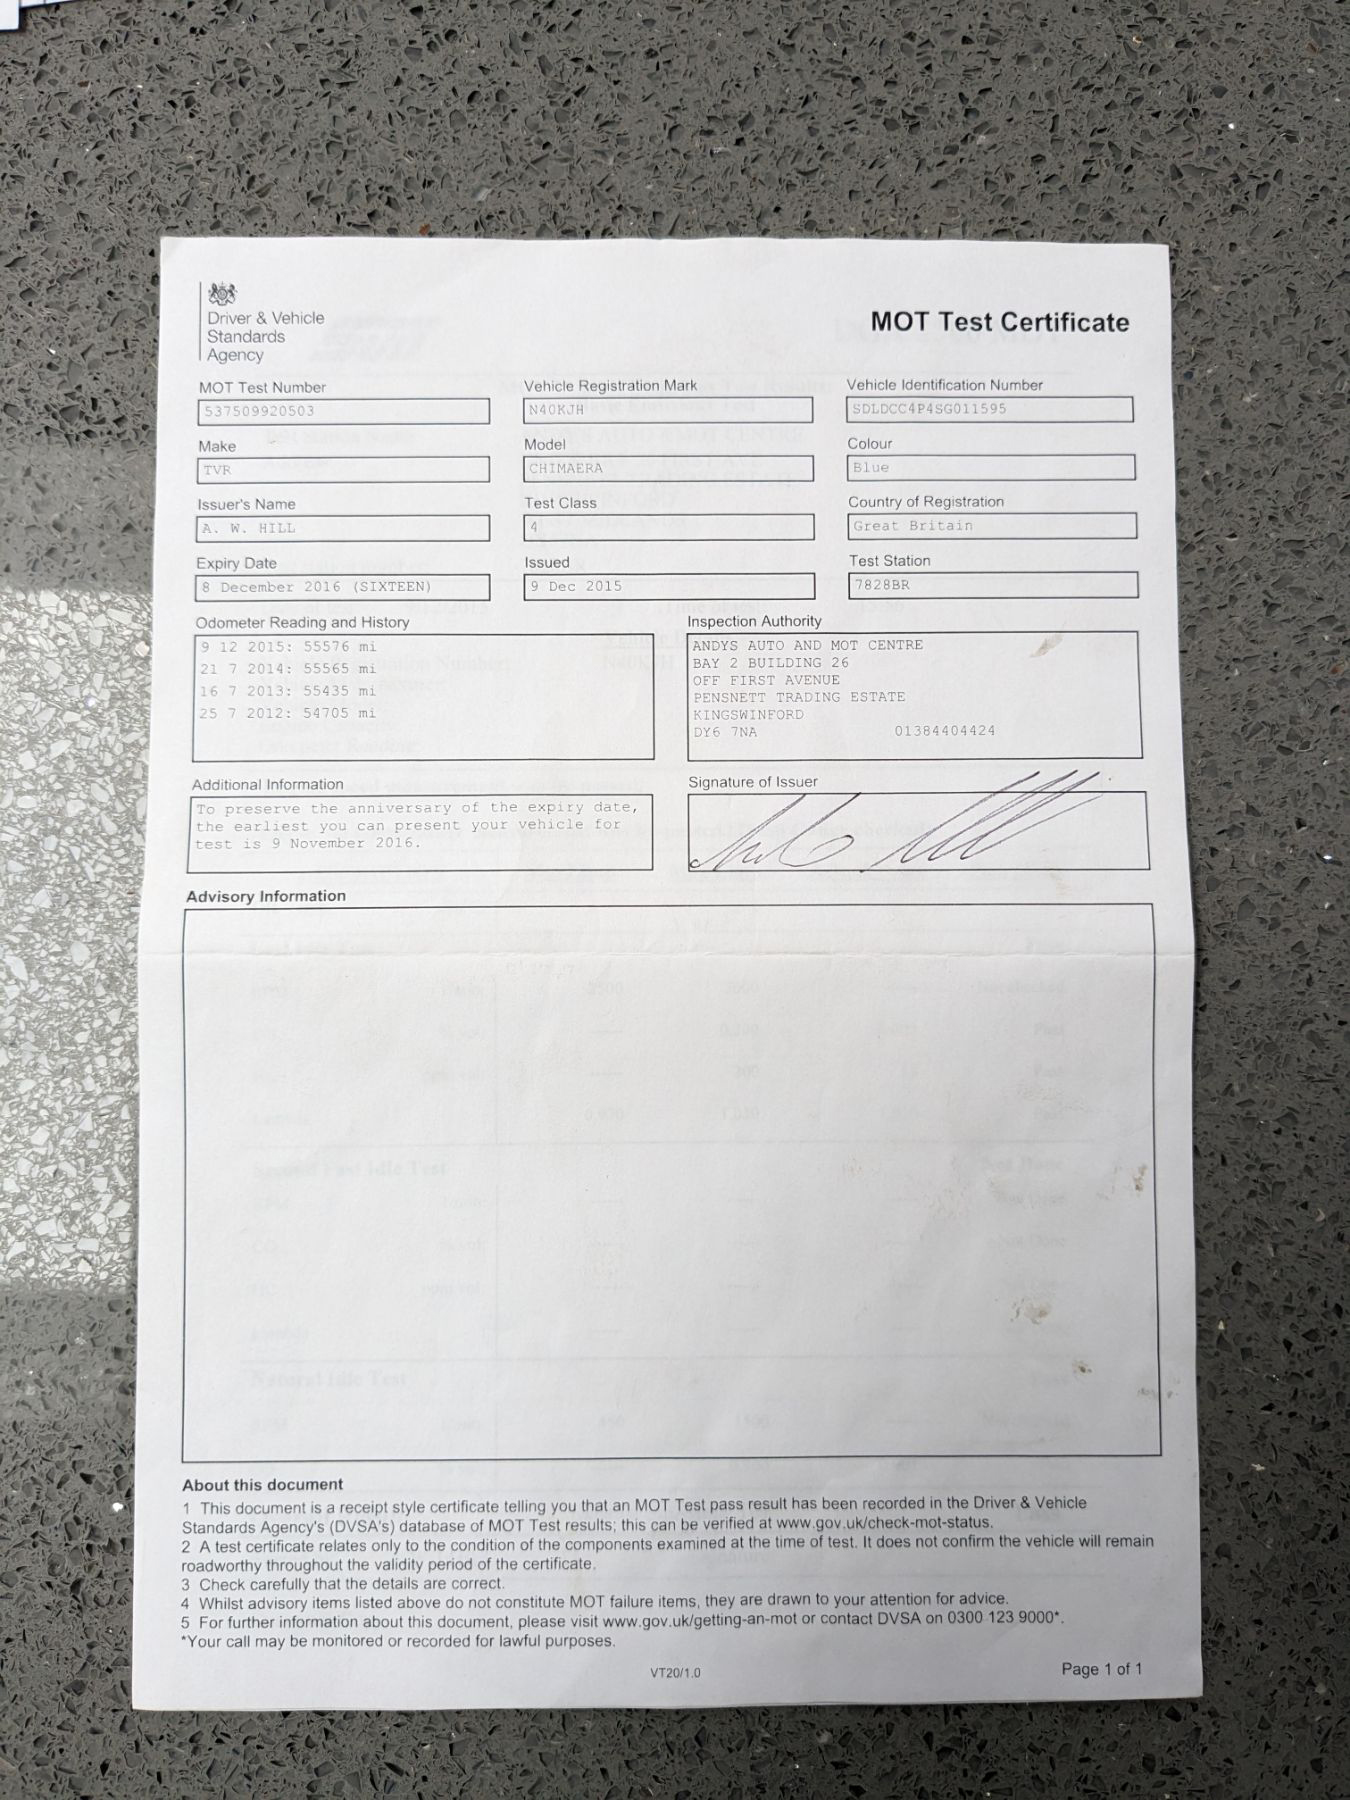 Driver & Vehicle
Standards
Agency
MOT Test Certificate
MOT Test Number
Vehicle Registration Mark
Vehicle Identification Number
537509920503
N40KJH
SDLDCC4P4SG011595
Make
Model
Colour
TVR
CHIMAERA
Blue
Issuer's Name
Test Class
Country of Registration
A. W. HILL
4
Great Britain
Expiry Date
Issued
Test Station
8 December 2016 (SIXTEEN)
9 Dec 2015
7828BR
Odometer Reading and History
9 12 2015: 55576 mi
21 7 2014: 55565 mi
16 7 2013: 55435 mi
25 7 2012: 54705 mi
Inspection Authority
ANDYS AUTO AND MOT CENTRE
BAY 2 BUILDING 26
OFF FIRST AVENUE
PENSNETT TRADING ESTATE
KINGSWINFORD
DY6 7NA 01384404424
Additional Information
To preserve the anniversary of the expiry date,
the earliest you can present your vehicle for
test is 9 November 2016.
Signature of Issuer
Advisory Information
About this document
1 This document is a receipt style certificate telling you that an MOT Test pass result has been recorded in the Driver & Vehicle
Standards Agency's (DVSA's) database of MOT Test results; this can be verified at www.gov.uk/check-mot-status.
2 A test certificate relates only to the condition of the components examined at the time of test. It does not confirm the vehicle will remain
roadworthy throughout the validity period of the certificate.
3 Check carefully that the details are correct.
4 Whilst advisory items listed above do not constitute MOT failure items, they are drawn to your attention for advice.
5 For further information about this document, please visit www.gov.uk/getting-an-mot or contact DVSA on 0300 123 9000*.
*Your call may be monitored or recorded for lawful purposes.
VT20/1.0
Page 1 of 1